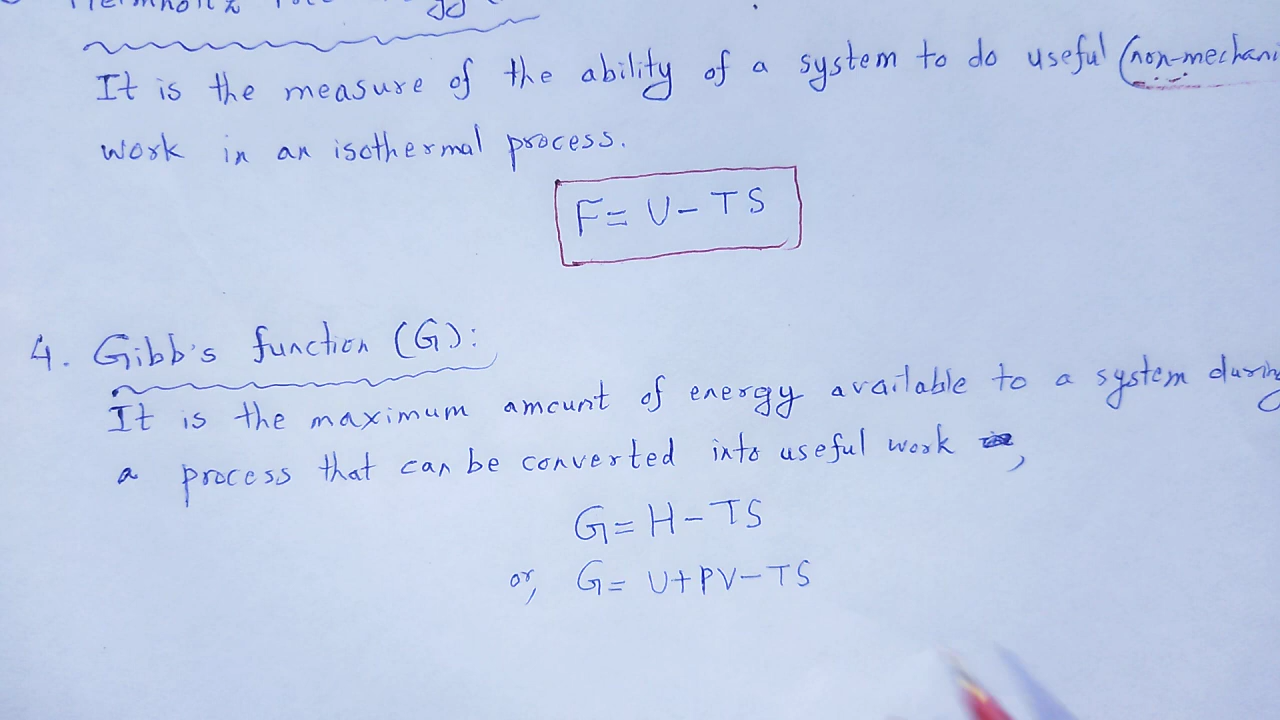 It is the measure of the ability of a system to do useful (non-mechani
work in an isothermal process.
F = U - TS
4. Gibb's function (G):
It is the maximum amount of energy available to a system during
a process that can be converted into useful work ,
G = H - TS
or, G = U + PV - TS